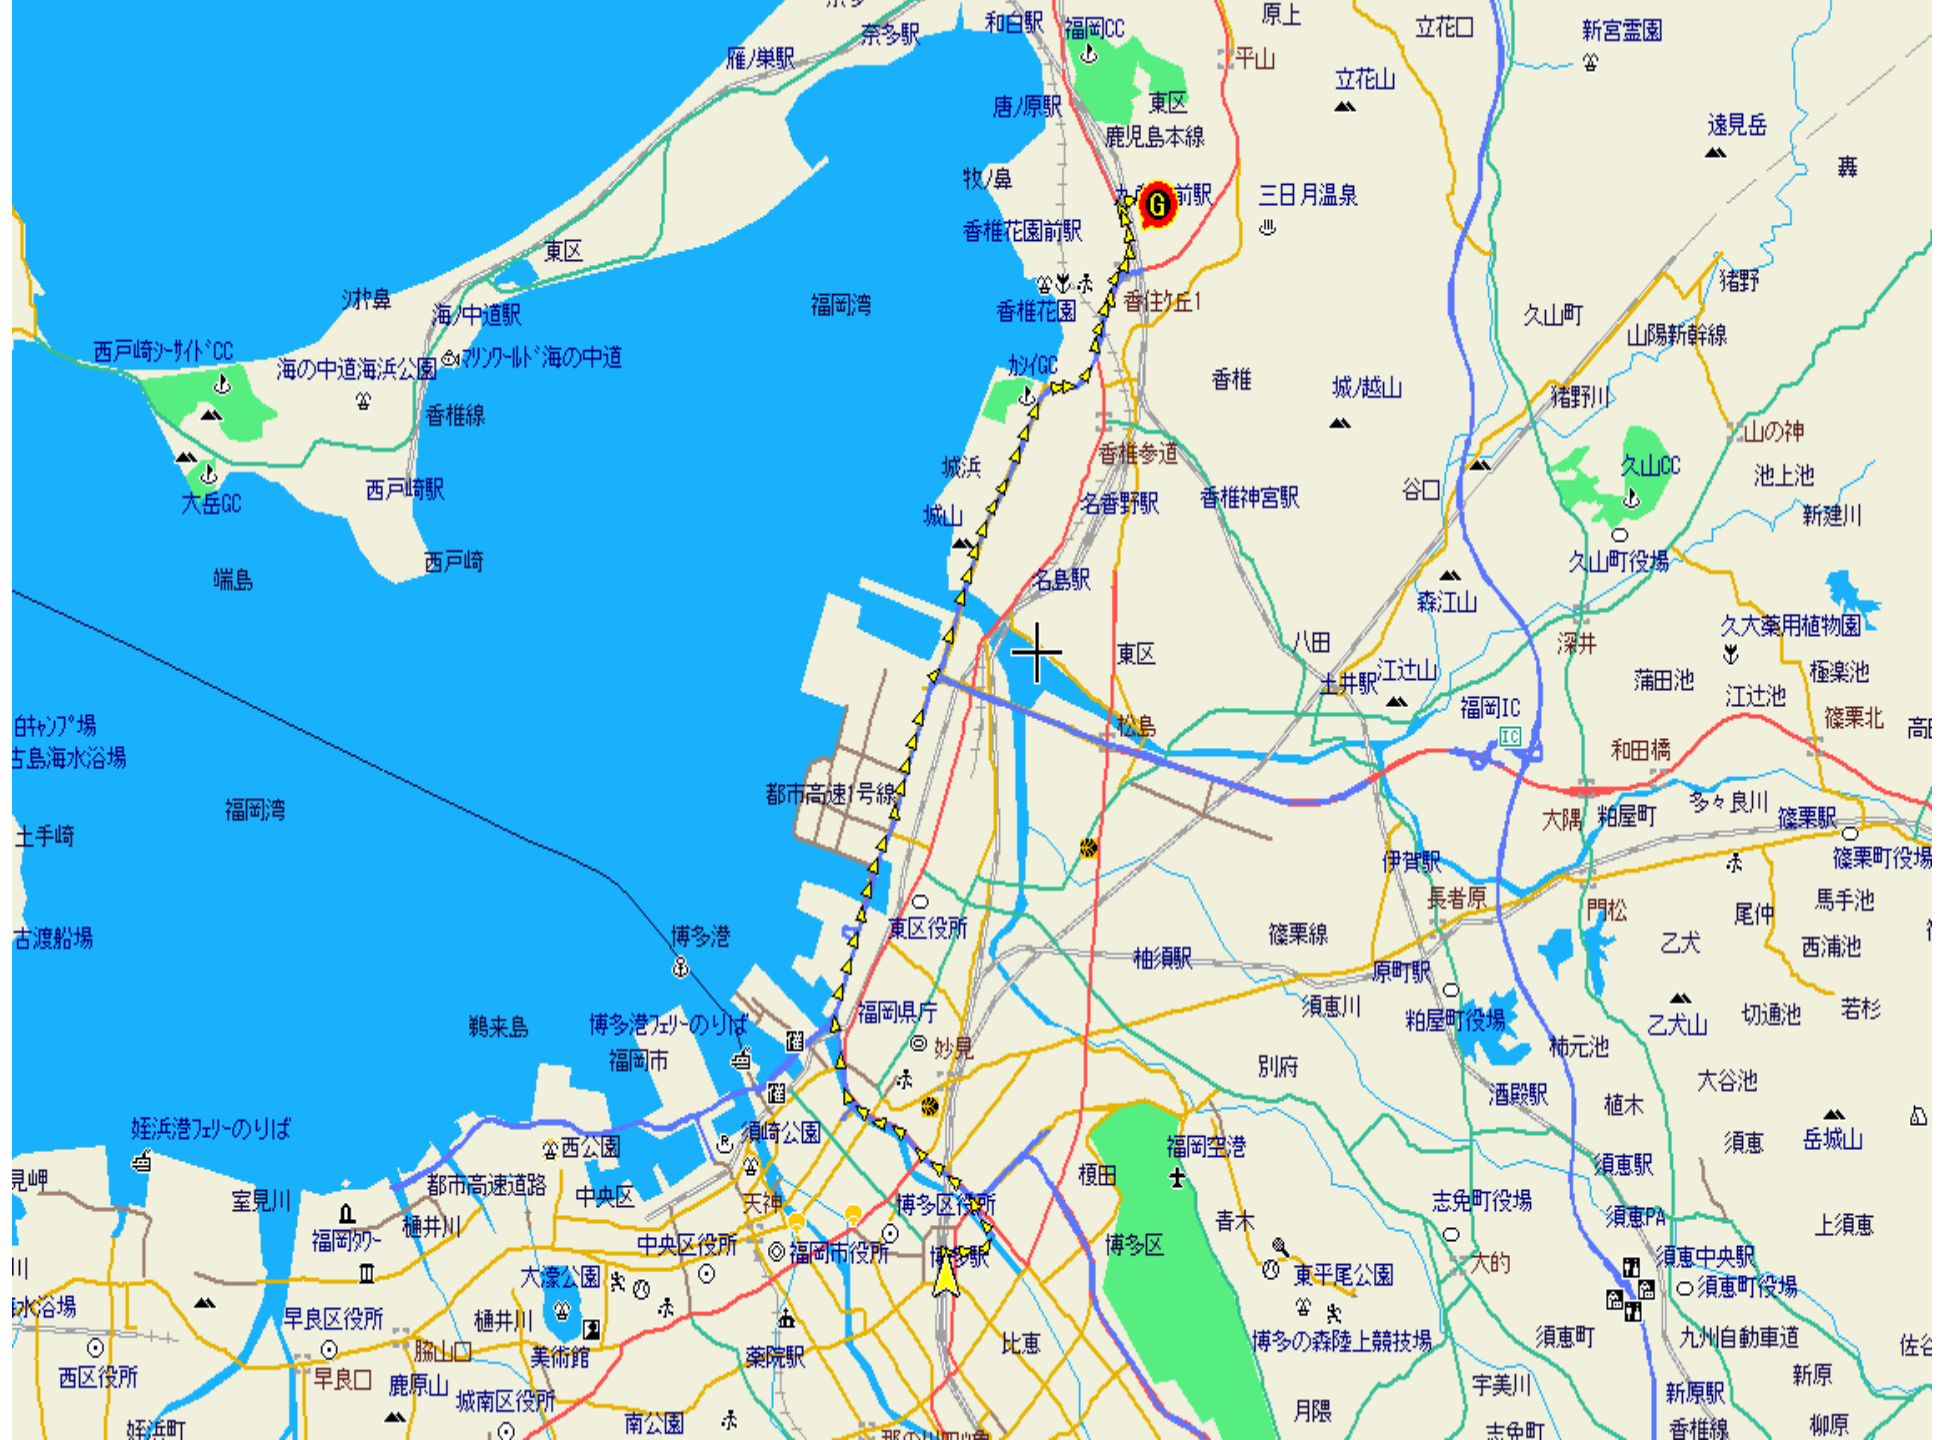 和白駅
福岡CC
原上
立花口
新宮霊園
奈多駅
雁ノ巣駅
平山
立花山
唐ノ原駅
東区
鹿児島本線
遠見岳
牧ノ鼻
前駅
G
三日月温泉
香椎花園前駅
東区
猪野
香椎花園
香住ケ丘1
福岡湾
久山町
海ノ中道駅
山陽新幹線
西戸崎シーサイドCC
海の中道海浜公園
マリンワールド海の中道
カシイGC
香椎
城ノ越山
猪野川
香椎線
山の神
香椎参道
久山CC
池上池
城浜
西戸崎駅
大岳GC
名香野駅
香椎神宮駅
谷口
城山
新建川
西戸崎
久山町役場
端島
名島駅
森江山
久大薬用植物園
八田
深井
東区
土井駅
江辻山
蒲田池
極楽池
江辻池
福岡IC
IC
篠栗北
松島
和田橋
古島海水浴場
都市高速1号線
多々良川
福岡湾
大隈
粕屋町
篠栗駅
土手崎
伊賀駅
篠栗町役場
長者原
門松
馬手池
尾仲
東区役所
古渡船場
博多港
篠栗線
乙犬
西浦池
柚須駅
原町駅
須恵川
福岡県庁
粕屋町役場
乙犬山
切通池
若杉
鵜来島
博多港フェリーのりば
福岡市
妙見
柿元池
別府
大谷池
酒殿駅
植木
姪浜港フェリーのりば
須崎公園
西公園
福岡空港
須恵
岳城山
須恵駅
見岬
室見川
都市高速道路
中央区
榎田
天神
博多区役所
志免町役場
須恵PA
樋井川
青木
上須恵
福岡タワー
中央区役所
福岡市役所
博多駅
博多区
大的
須恵中央駅
大濠公園
東平尾公園
須恵町役場
川
水浴場
早良区役所
樋井川
比恵
博多の森陸上競技場
須恵町
九州自動車道
脇山口
美術館
薬院駅
西区役所
早良口
鹿原山
城南区役所
南公園
月隈
宇美川
新原駅
新原
姪浜町
志免町
香椎線
柳原